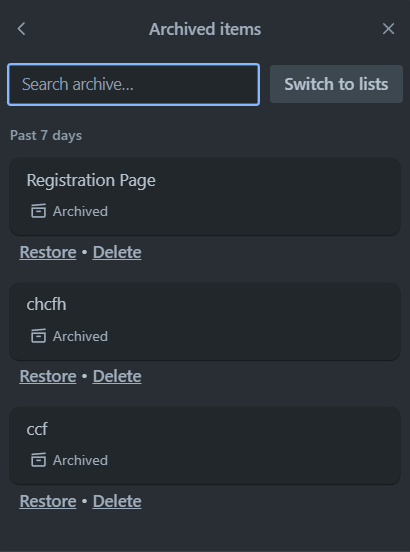 Archived items
Search archive... Switch to lists
Past 7 days
Registration Page
Archived
Restore • Delete
chcfh
Archived
Restore • Delete
ccf
Archived
Restore • Delete